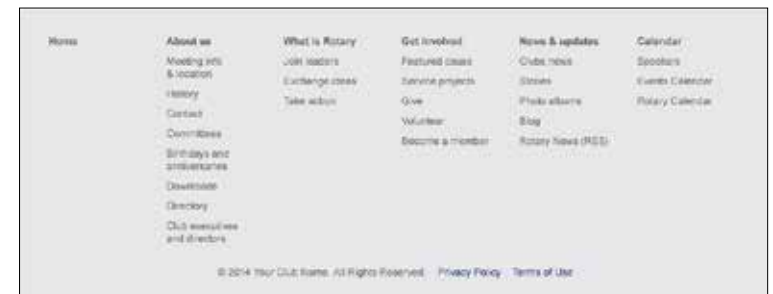 Home
About us
Meeting info
& location
History
Contact
Committees
Birthdays and
anniversaries
Downloads
Directory
Club executives
and directors
What is Rotary
Join leaders
Exchange ideas
Take action
Get involved
Featured cause
Service projects
Give
Volunteer
Become a member
News & updates
Clubs news
Stories
Photo albums
Blog
Rotary News (RSS)
Calendar
Speakers
Events Calendar
Rotary Calendar
© 2014 Your Club Name. All Rights Reserved. Privacy Policy Terms of Use